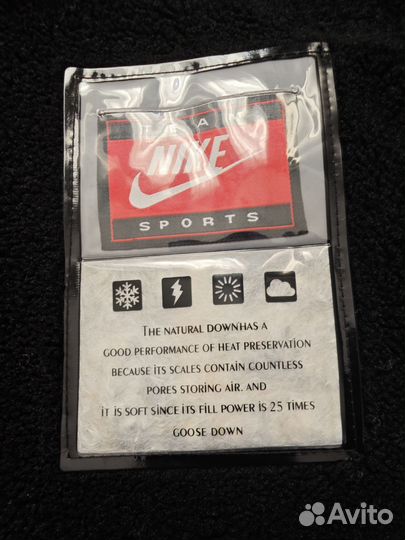 A
NIKE
SPORTS
THE NATURAL DOWNHAS A
GOOD PERFORMANCE OF HEAT PRESERVATION
BECAUSE ITS SCALES CONTAIN COUNTLESS
PORES STORING AIR. AND
IT IS SOFT SINCE ITS FILL POWER IS 25 TIMES
GOOSE DOWN
Avito